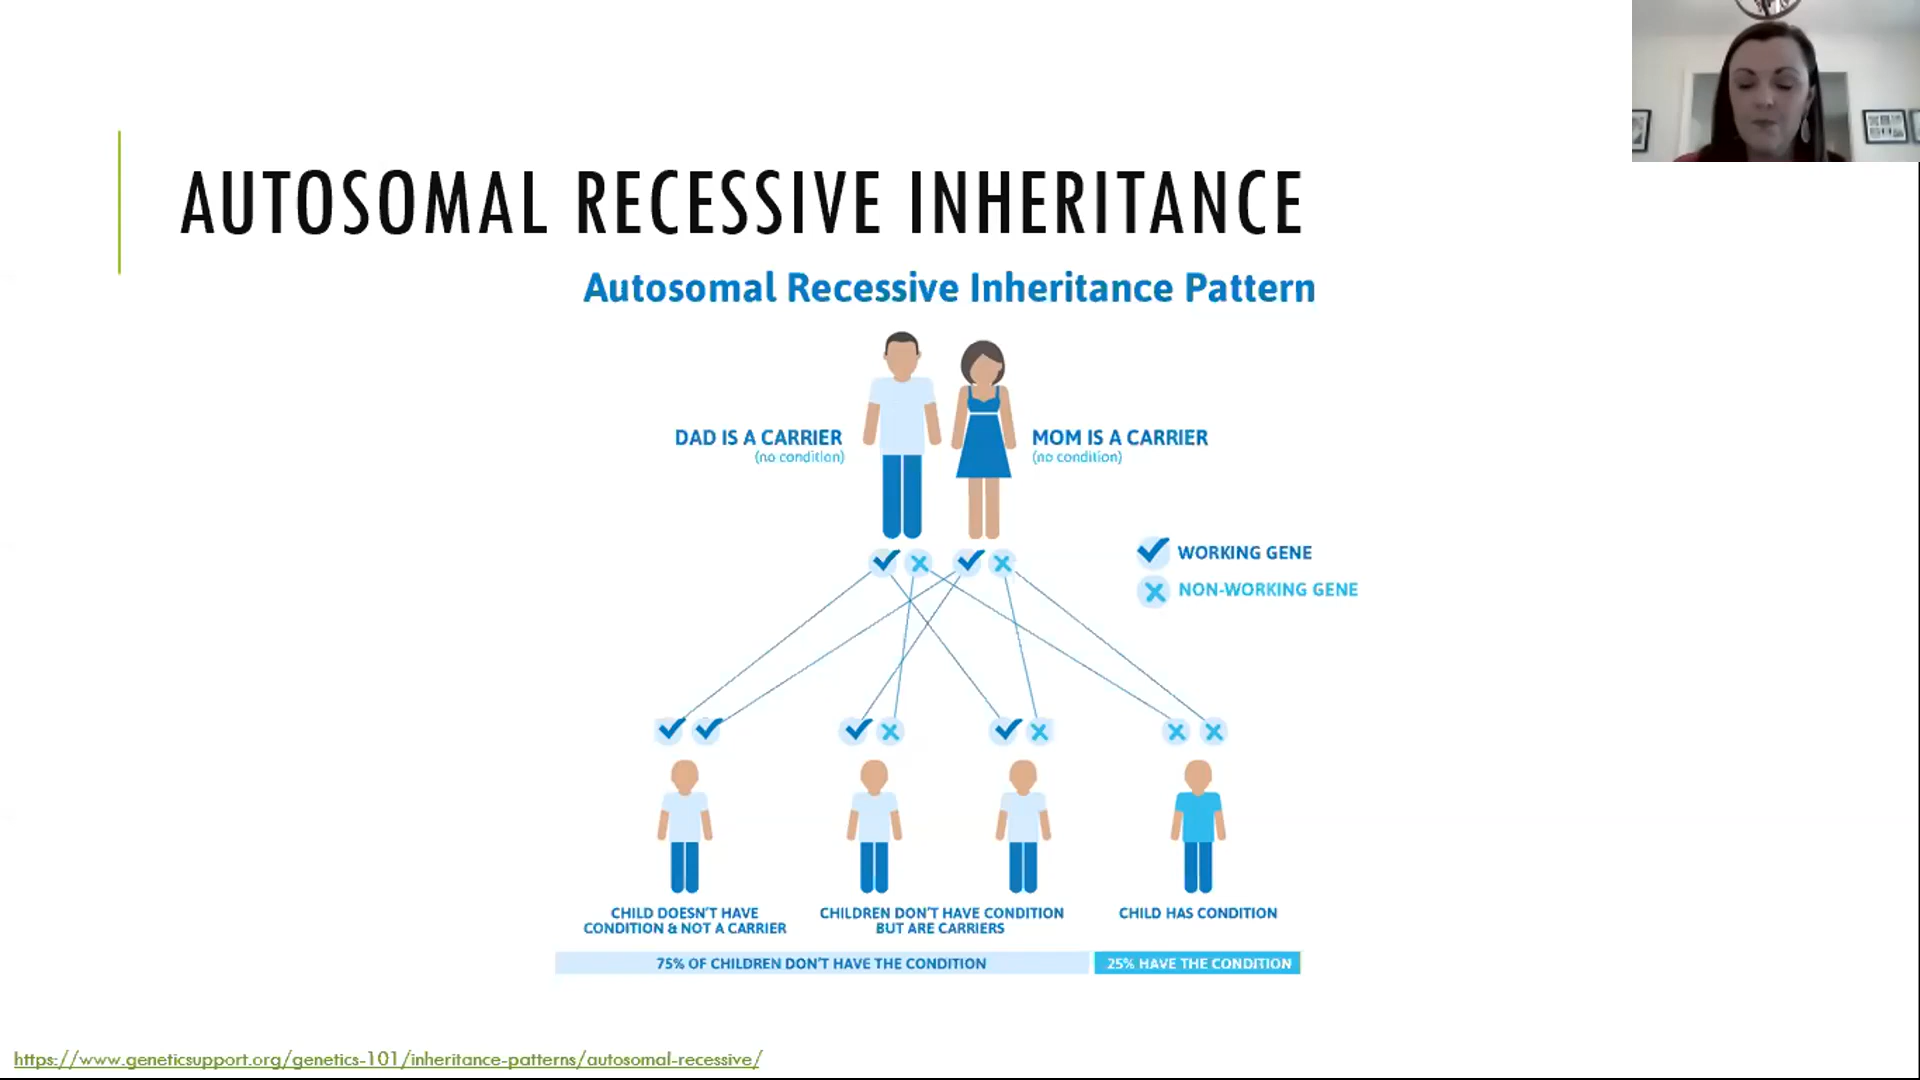 AUTOSOMAL RECESSIVE INHERITANCE
Autosomal Recessive Inheritance Pattern
DAD IS A CARRIER
(no condition)
MOM IS A CARRIER
(no condition)
WORKING GENE
NON-WORKING GENE
CHILD DOESN'T HAVE
CONDITION & NOT A CARRIER
CHILDREN DON'T HAVE CONDITION
BUT ARE CARRIERS
CHILD HAS CONDITION
75% OF CHILDREN DON'T HAVE THE CONDITION
25% HAVE THE CONDITION
https://www.geneticsupport.org/genetics-101/inheritance-patterns/autosomal-recessive/